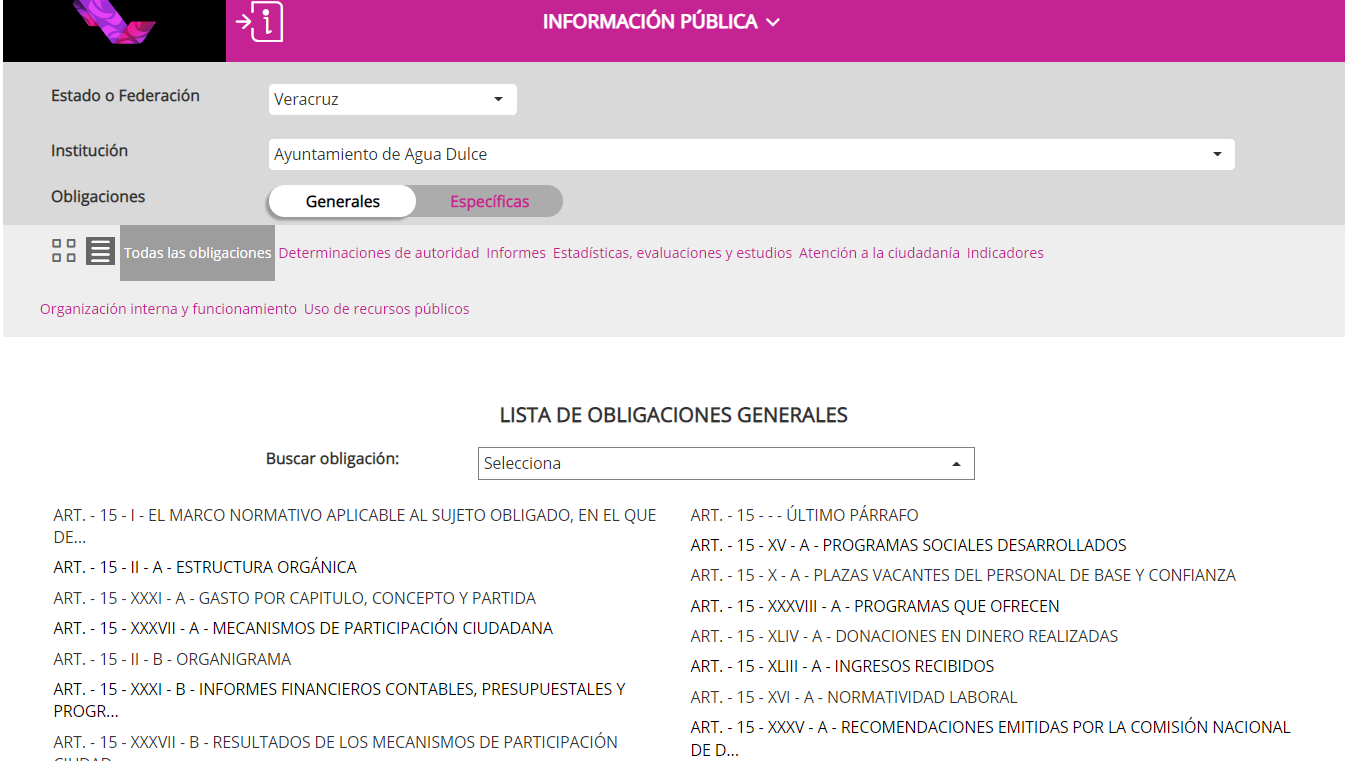 INFORMACIÓN PÚBLICA
Estado o Federación
Veracruz
Institución
Ayuntamiento de Agua Dulce
Obligaciones
Generales
Específicas
Todas las obligaciones Determinaciones de autoridad Informes Estadísticas, evaluaciones y estudios Atención a la ciudadanía Indicadores
Organización interna y funcionamiento Uso de recursos públicos
LISTA DE OBLIGACIONES GENERALES
Buscar obligación:
Selecciona
ART. - 15 - I - EL MARCO NORMATIVO APLICABLE AL SUJETO OBLIGADO, EN EL QUE
DE...
ART. - 15 - II - A - ESTRUCTURA ORGÁNICA
ART. - 15 - XXXI - A - GASTO POR CAPITULO, CONCEPTO Y PARTIDA
ART. - 15 - XXXVII - A - MECANISMOS DE PARTICIPACIÓN CIUDADANA
ART. - 15 - II - B - ORGANIGRAMA
ART. - 15 - XXXI - B - INFORMES FINANCIEROS CONTABLES, PRESUPUESTALES Y
PROGR...
ART. - 15 - XXXVII - B - RESULTADOS DE LOS MECANISMOS DE PARTICIPACIÓN
CIUDAD...
ART. - 15 - - - ÚLTIMO PÁRRAFO
ART. - 15 - XV - A - PROGRAMAS SOCIALES DESARROLLADOS
ART. - 15 - X - A - PLAZAS VACANTES DEL PERSONAL DE BASE Y CONFIANZA
ART. - 15 - XXXVIII - A - PROGRAMAS QUE OFRECEN
ART. - 15 - XLIV - A - DONACIONES EN DINERO REALIZADAS
ART. - 15 - XLIII - A - INGRESOS RECIBIDOS
ART. - 15 - XVI - A - NORMATIVIDAD LABORAL
ART. - 15 - XXXV - A - RECOMENDACIONES EMITIDAS POR LA COMISIÓN NACIONAL
DE D...